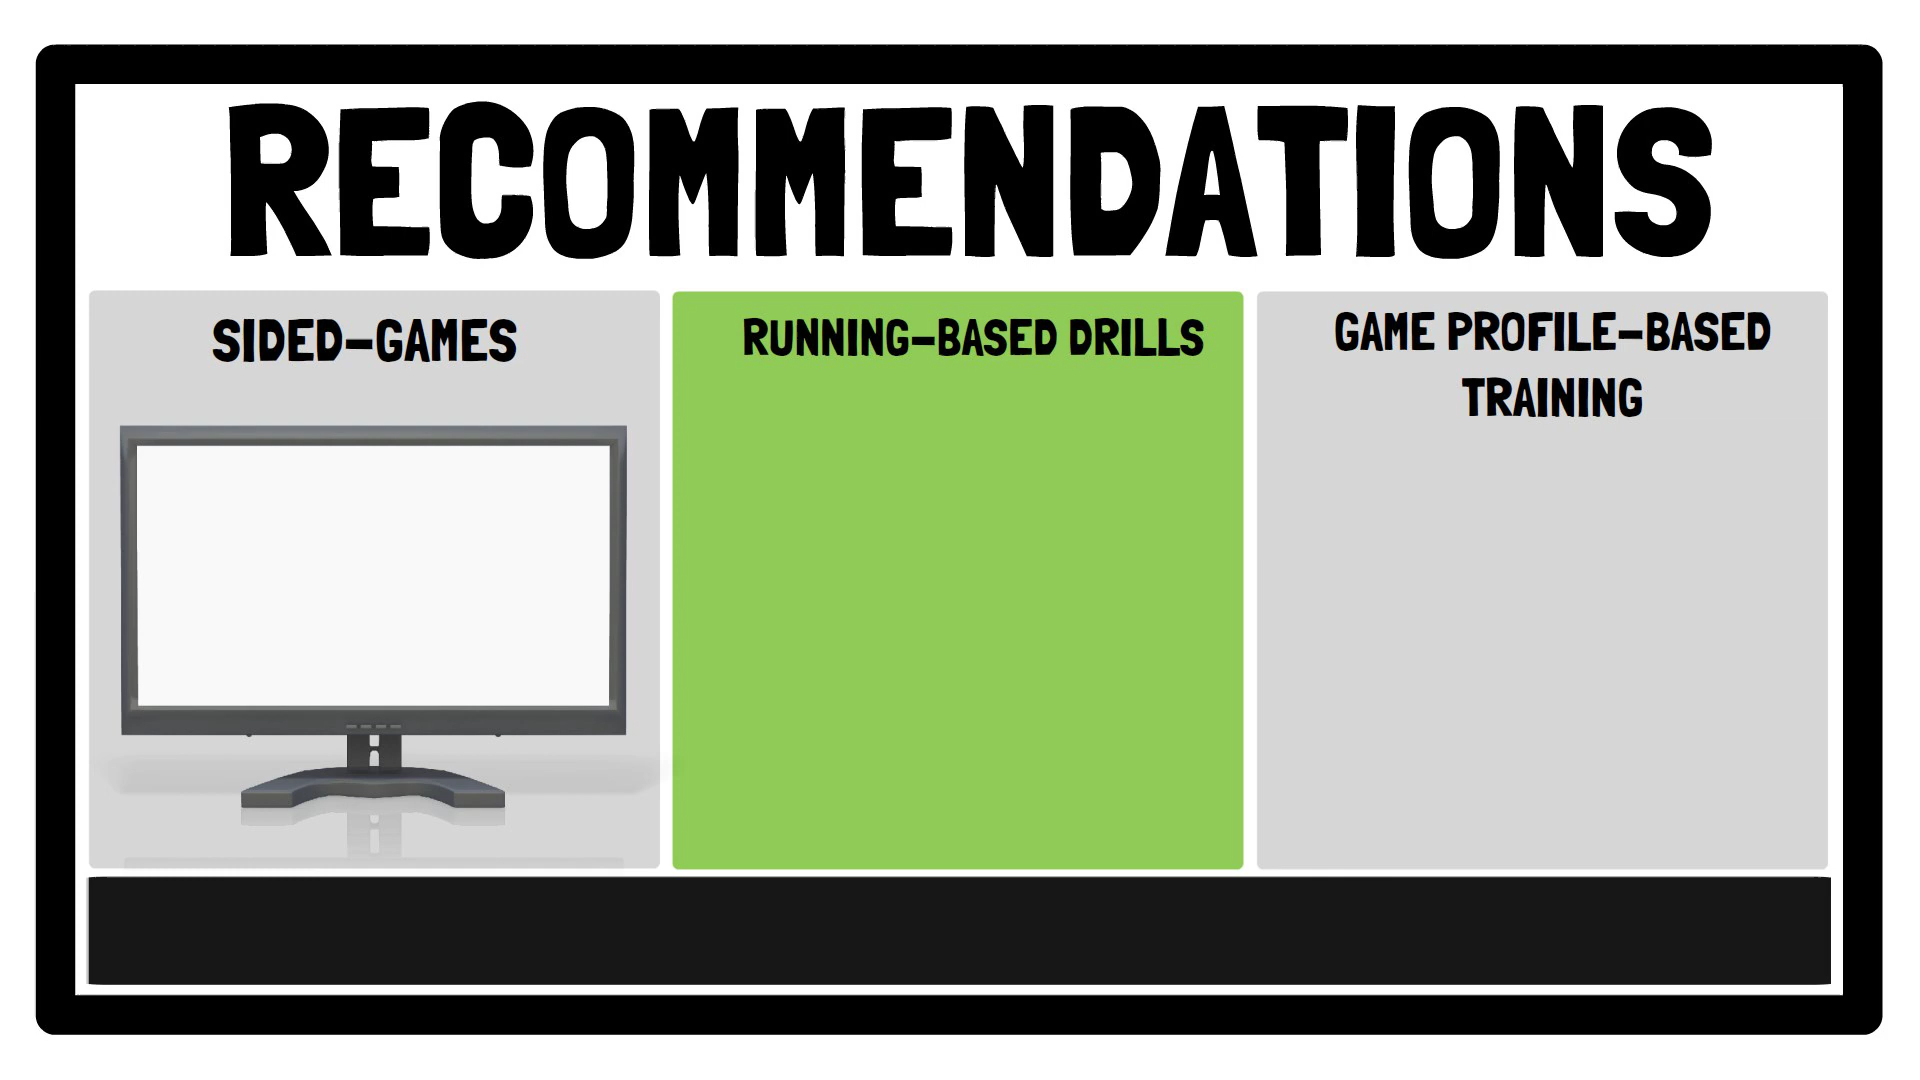 RECOMMENDATIONS
SIDED-GAMES
RUNNING-BASED DRILLS
GAME PROFILE-BASED
TRAINING